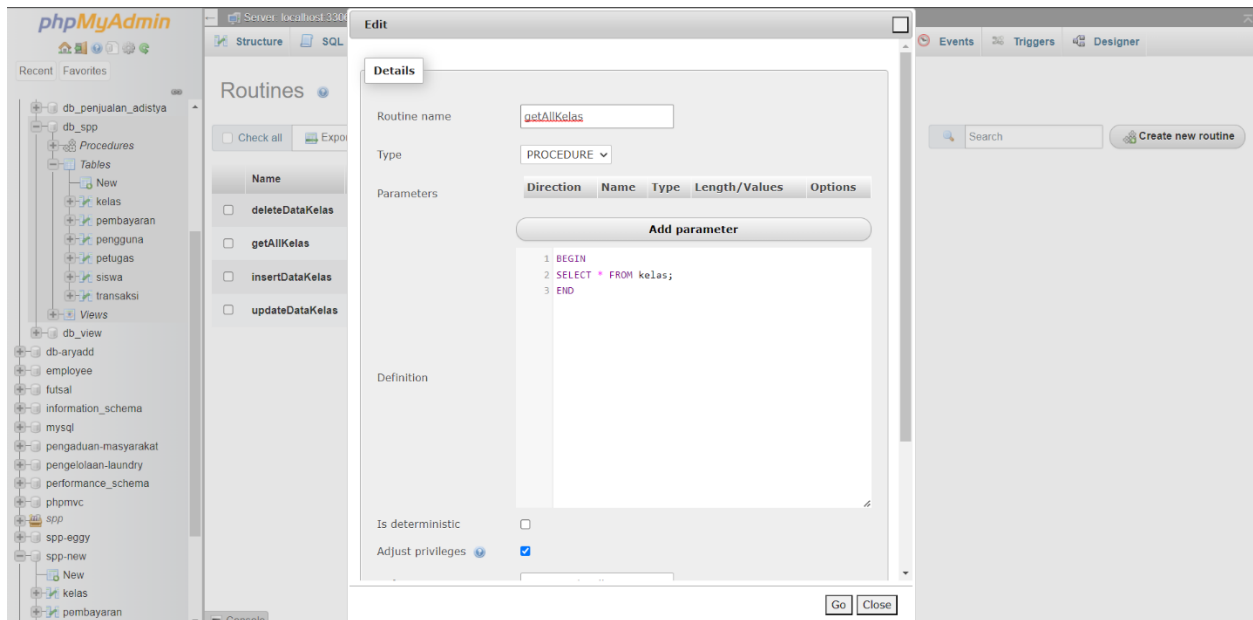 phpMyAdmin
Recent Favorites
db_penjualan_adistya
db_spp
Procedures
Tables
New
kelas
pembayaran
pengguna
petugas
siswa
transaksi
Views
db_view
db-aryadd
employee
futsal
information_schema
mysql
pengaduan-masyarakat
pengelolaan-laundry
performance_schema
phpmvc
spp
spp-eggy
spp-new
New
kelas
pembayaran
Server: localhost:330
Structure SQL
Events Triggers Designer
Routines
Check all Expo
Search Create new routine
Name
deleteDataKelas
getAllKelas
insertDataKelas
updateDataKelas
Console
Edit
Details
Routine name getAllKelas
Type PROCEDURE
Parameters Direction Name Type Length/Values Options
Add parameter
Definition
1 BEGIN
2 SELECT * FROM kelas;
3 END
Is deterministic
Adjust privileges
Go Close